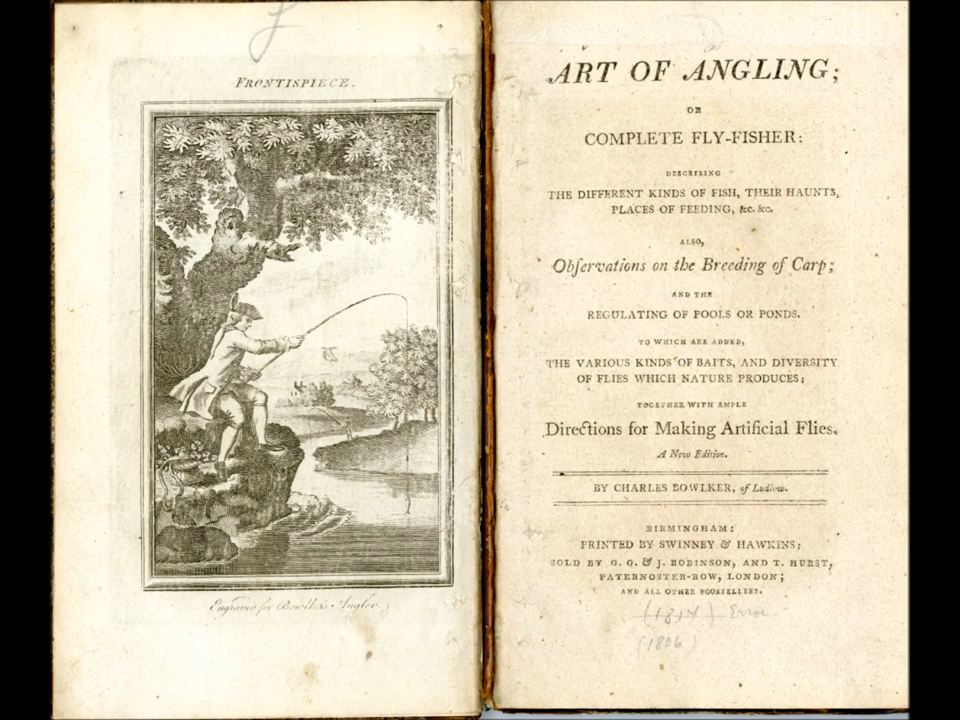 FRONTISPIECE.
Engraved for Bowlker's Angler.
ART OF ANGLING;
OR
COMPLETE FLY-FISHER:
DESCRIBING
THE DIFFERENT KINDS OF FISH, THEIR HAUNTS,
PLACES OF FEEDING, &c. &c.
ALSO,
Obſervations on the Breeding of Carp;
AND THE
REGULATING OF POOLS OR PONDS.
TO WHICH ARE ADDED,
THE VARIOUS KINDS OF BAITS, AND DIVERSITY
OF FLIES WHICH NATURE PRODUCES;
TOGETHER WITH AMPLE
Directions for Making Artificial Flies.
A New Edition.
BY CHARLES BOWLKER, of Ludlow.
BIRMINGHAM:
PRINTED BY SWINNEY & HAWKINS;
SOLD BY G. G. & J. ROBINSON, AND T. HURST,
PATERNOSTER-ROW, LONDON;
AND ALL OTHER BOOKSELLERS.
(1814) Error
(1806)